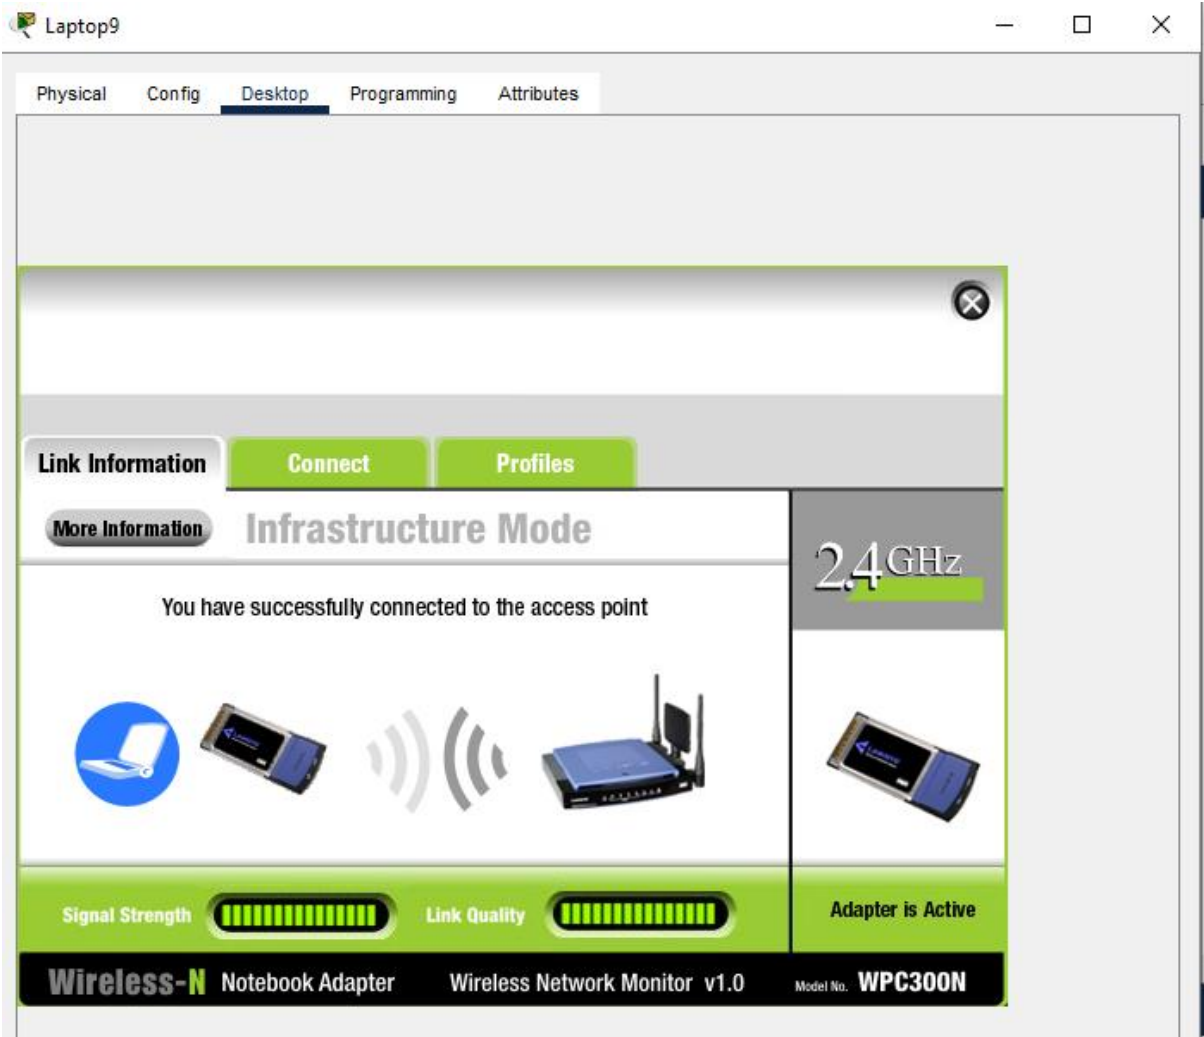 Laptop9
Physical Config Desktop Programming Attributes
Link Information Connect Profiles
More Information Infrastructure Mode
2.4GHz
You have successfully connected to the access point
Signal Strength Link Quality Adapter is Active
Wireless-N Notebook Adapter Wireless Network Monitor v1.0 Model No. WPC300N